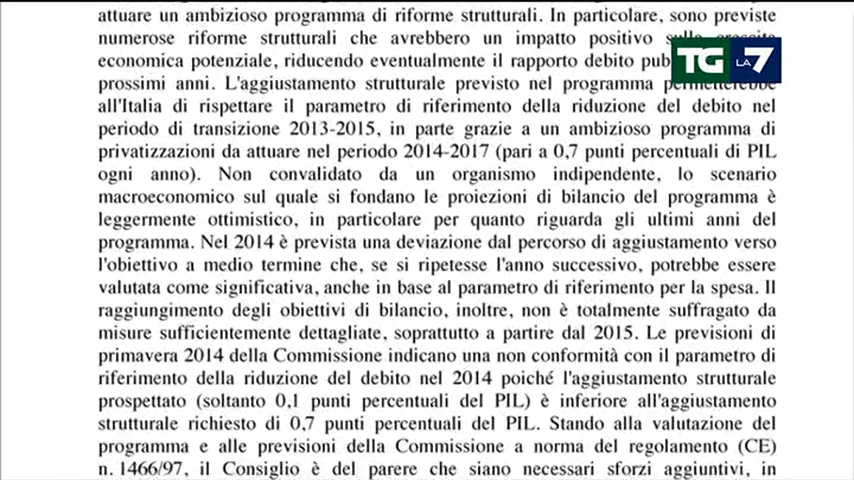 attuare un ambizioso programma di riforme strutturali. In particolare, sono previste
numerose riforme strutturali che avrebbero un impatto positivo
economica potenziale, riducendo eventualmente il rapporto debito
prossimi anni. L'aggiustamento strutturale previsto nel programma permetterebbe
all'Italia di rispettare il parametro di riferimento della riduzione del debito nel
periodo di transizione 2013-2015, in parte grazie a un ambizioso programma di
privatizzazioni da attuare nel periodo 2014-2017 (pari a 0,7 punti percentuali di PIL
ogni anno). Non convalidato da un organismo indipendente, lo scenario
macroeconomico sul quale si fondano le proiezioni di bilancio del programma è
leggermente ottimistico, in particolare per quanto riguarda gli ultimi anni del
programma. Nel 2014 è prevista una deviazione dal percorso di aggiustamento verso
l'obiettivo a medio termine che, se si ripetesse l'anno successivo, potrebbe essere
valutata come significativa, anche in base al parametro di riferimento per la spesa. Il
raggiungimento degli obiettivi di bilancio, inoltre, non è totalmente suffragato da
misure sufficientemente dettagliate, soprattutto a partire dal 2015. Le previsioni di
primavera 2014 della Commissione indicano una non conformità con il parametro di
riferimento della riduzione del debito nel 2014 poiché l'aggiustamento strutturale
prospettato (soltanto 0,1 punti percentuali del PIL) è inferiore all'aggiustamento
strutturale richiesto di 0,7 punti percentuali del PIL. Stando alla valutazione del
programma e alle previsioni della Commissione a norma del regolamento (CE)
n. 1466/97, il Consiglio è del parere che siano necessari sforzi aggiuntivi, in
TG LA 7